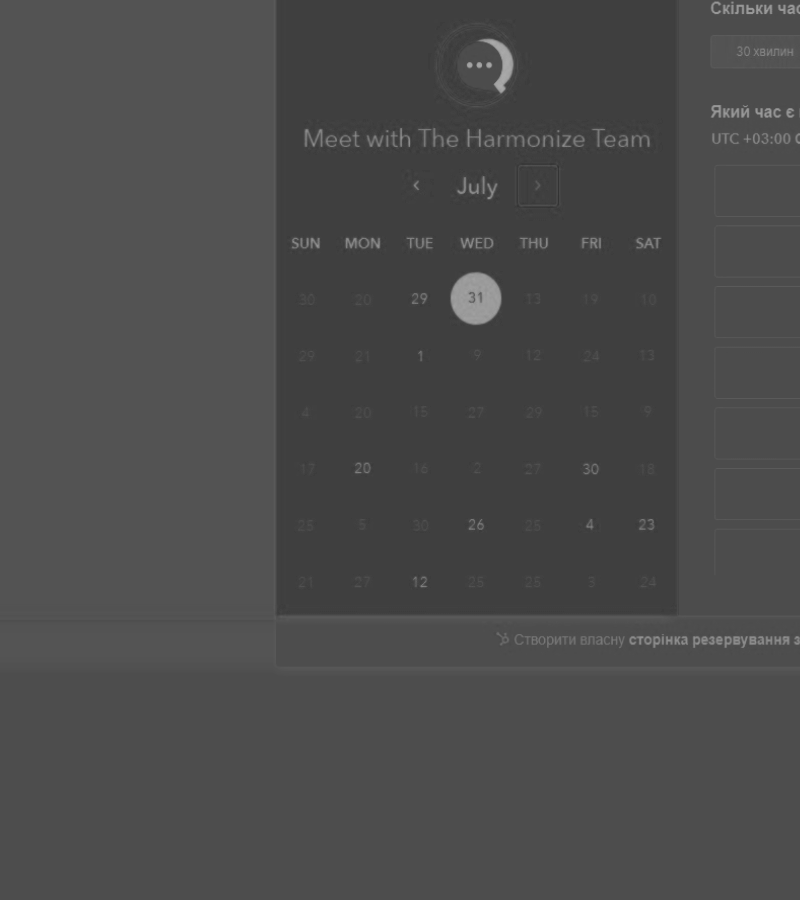 Скільки час
30 хвилин
Meet with The Harmonize Team
Який час є
UTC +03:00
July
SUN MON TUE WED THU FRI SAT
30 20 29 31 13 19 10
29 21 1 9 12 24 13
4 20 15 27 29 15 9
17 20 16 2 27 30 18
25 5 30 26 25 4 23
21 27 12 25 25 3 24
Створити власну сторінка резервування з